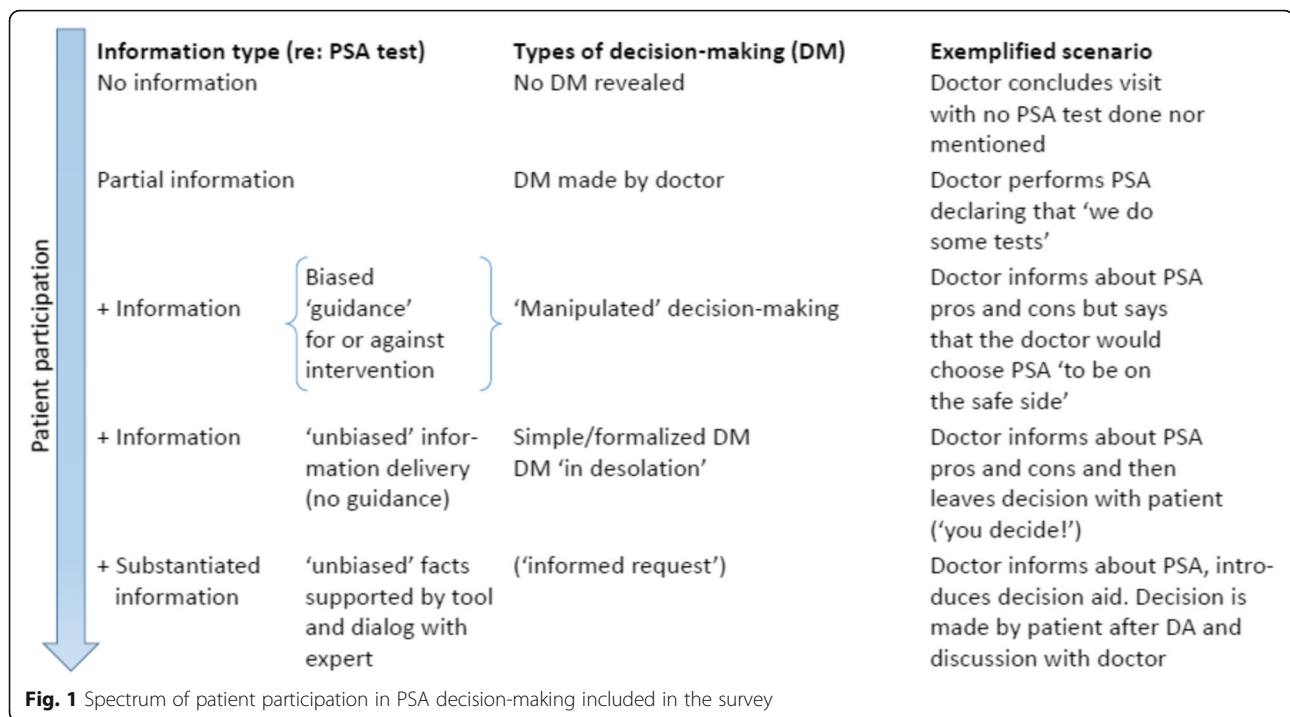 Patient participation
Information type (re: PSA test)
Types of decision-making (DM)
Exemplified scenario
No information
No DM revealed
Doctor concludes visit
with no PSA test done nor
mentioned
Partial information
DM made by doctor
Doctor performs PSA
declaring that ‘we do
some tests’
+ Information
Biased
‘guidance’
for or against
intervention
‘Manipulated’ decision-making
Doctor informs about PSA
pros and cons but says
that the doctor would
choose PSA ‘to be on
the safe side’
+ Information
‘unbiased’ infor-
mation delivery
(no guidance)
Simple/formalized DM
DM ‘in desolation’
Doctor informs about PSA
pros and cons and then
leaves decision with patient
(‘you decide!’)
+ Substantiated
information
‘unbiased’ facts
supported by tool
and dialog with
expert
(‘informed request’)
Doctor informs about PSA, intro-
duces decision aid. Decision is
made by patient after DA and
discussion with doctor
Fig. 1 Spectrum of patient participation in PSA decision-making included in the survey